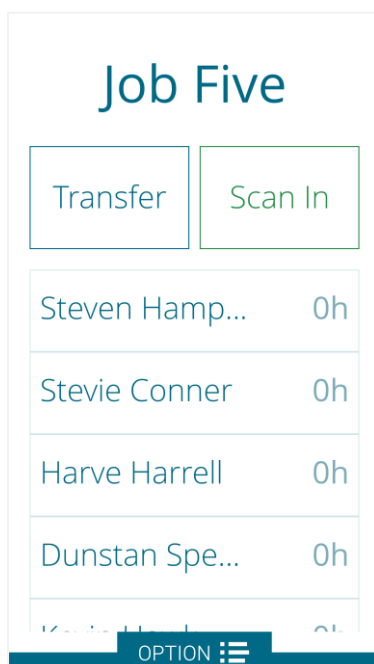 Job Five
Transfer
Scan In
Steven Hamp... 0h
Stevie Conner 0h
Harve Harrell 0h
Dunstan Spe... 0h
OPTION